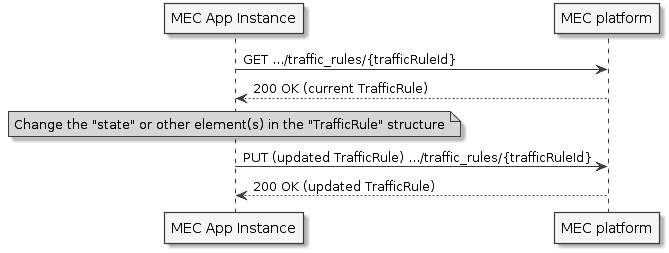 MEC App Instance
MEC platform
GET .../traffic_rules/{trafficRuleId}
200 OK (current TrafficRule)
Change the "state" or other element(s) in the "TrafficRule" structure
PUT (updated TrafficRule) .../traffic_rules/{trafficRuleId}
200 OK (updated TrafficRule)
MEC App Instance
MEC platform